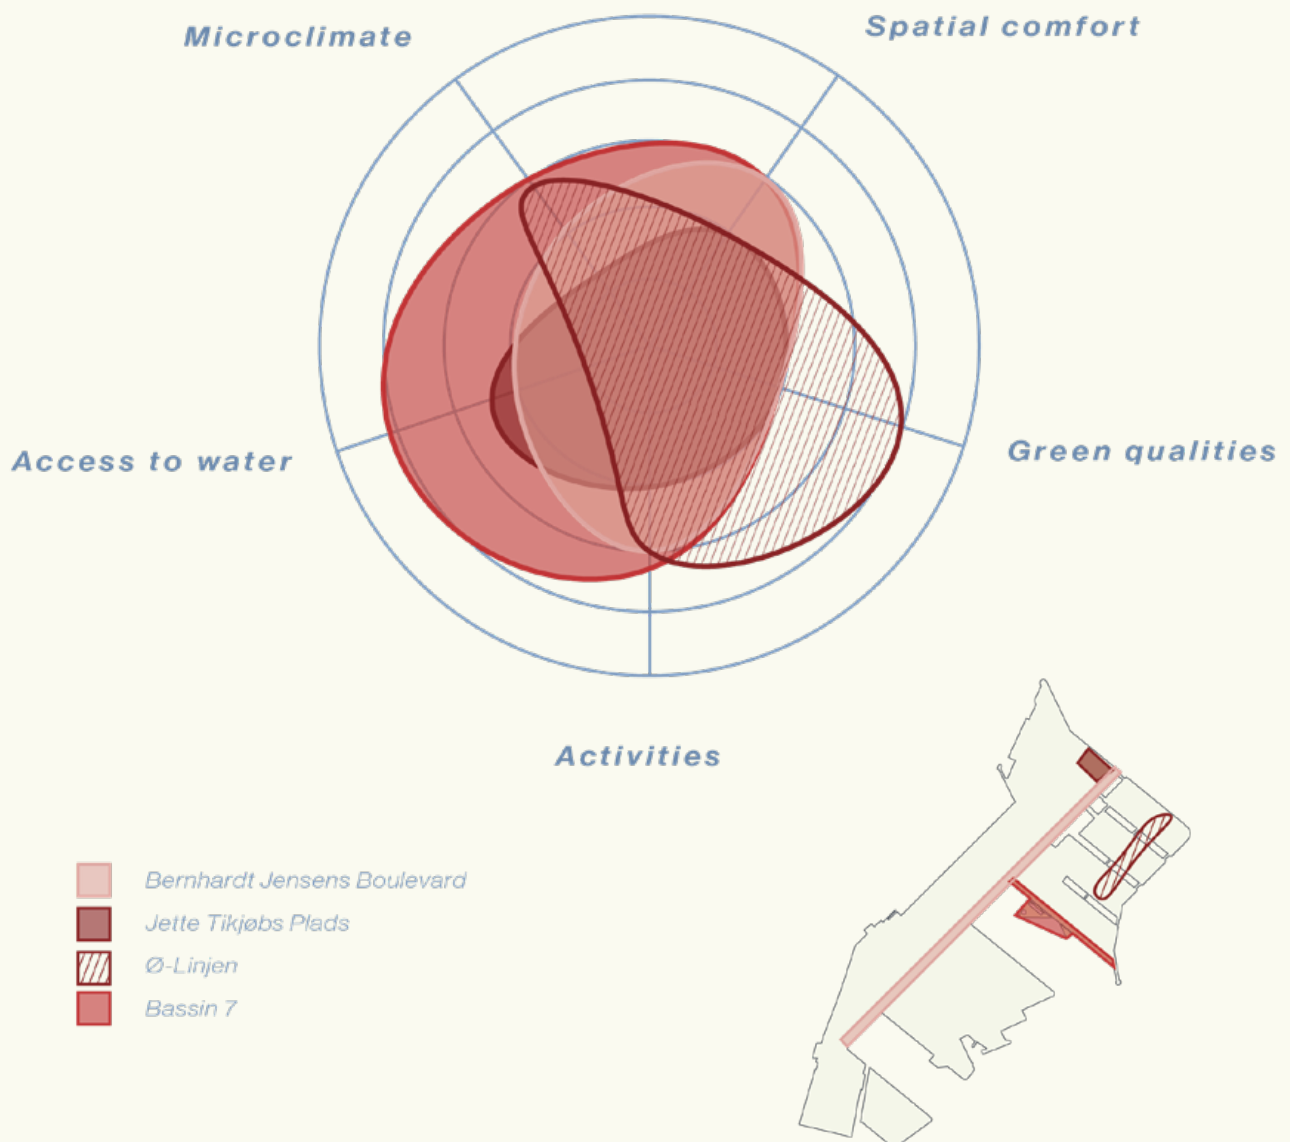 Microclimate
Spatial comfort
Access to water
Green qualities
Activities
Bernhardt Jensens Boulevard
Jette Tikjøbs Plads
Ø-Linjen
Bassin 7